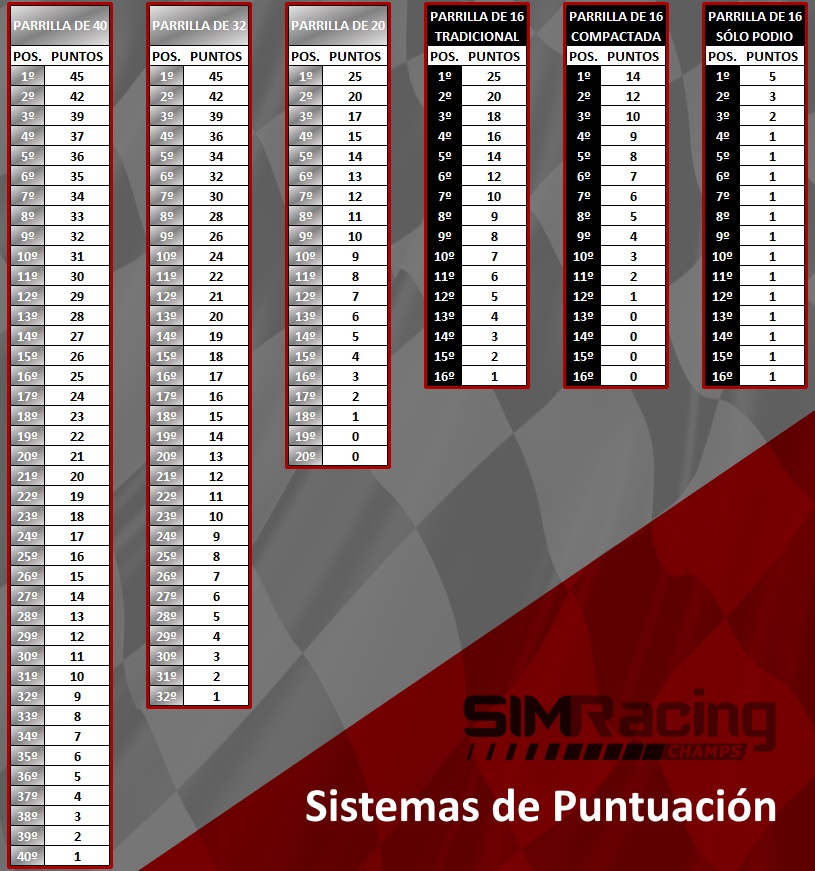 PARRILLA DE 40
POS. PUNTOS
1º 45
2º 42
3º 39
4º 37
5º 36
6º 35
7º 34
8º 33
9º 32
10º 31
11º 30
12º 29
13º 28
14º 27
15º 26
16º 25
17º 24
18º 23
19º 22
20º 21
21º 20
22º 19
23º 18
24º 17
25º 16
26º 15
27º 14
28º 13
29º 12
30º 11
31º 10
32º 9
33º 8
34º 7
35º 6
36º 5
37º 4
38º 3
39º 2
40º 1
PARRILLA DE 32
POS. PUNTOS
1º 45
2º 42
3º 39
4º 36
5º 34
6º 32
7º 30
8º 28
9º 26
10º 24
11º 22
12º 21
13º 20
14º 19
15º 18
16º 17
17º 16
18º 15
19º 14
20º 13
21º 12
22º 11
23º 10
24º 9
25º 8
26º 7
27º 6
28º 5
29º 4
30º 3
31º 2
32º 1
PARRILLA DE 20
POS. PUNTOS
1º 25
2º 20
3º 17
4º 15
5º 14
6º 13
7º 12
8º 11
9º 10
10º 9
11º 8
12º 7
13º 6
14º 5
15º 4
16º 3
17º 2
18º 1
19º 0
20º 0
PARRILLA DE 16
TRADICIONAL
POS. PUNTOS
1º 25
2º 20
3º 18
4º 16
5º 14
6º 12
7º 10
8º 9
9º 8
10º 7
11º 6
12º 5
13º 4
14º 3
15º 2
16º 1
PARRILLA DE 16
COMPACTADA
POS. PUNTOS
1º 14
2º 12
3º 10
4º 9
5º 8
6º 7
7º 6
8º 5
9º 4
10º 3
11º 2
12º 1
13º 0
14º 0
15º 0
16º 0
PARRILLA DE 16
SÓLO PODIO
POS. PUNTOS
1º 5
2º 3
3º 2
4º 1
5º 1
6º 1
7º 1
8º 1
9º 1
10º 1
11º 1
12º 1
13º 1
14º 1
15º 1
16º 1
SIMRacing
CHAMPS
Sistemas de Puntuación